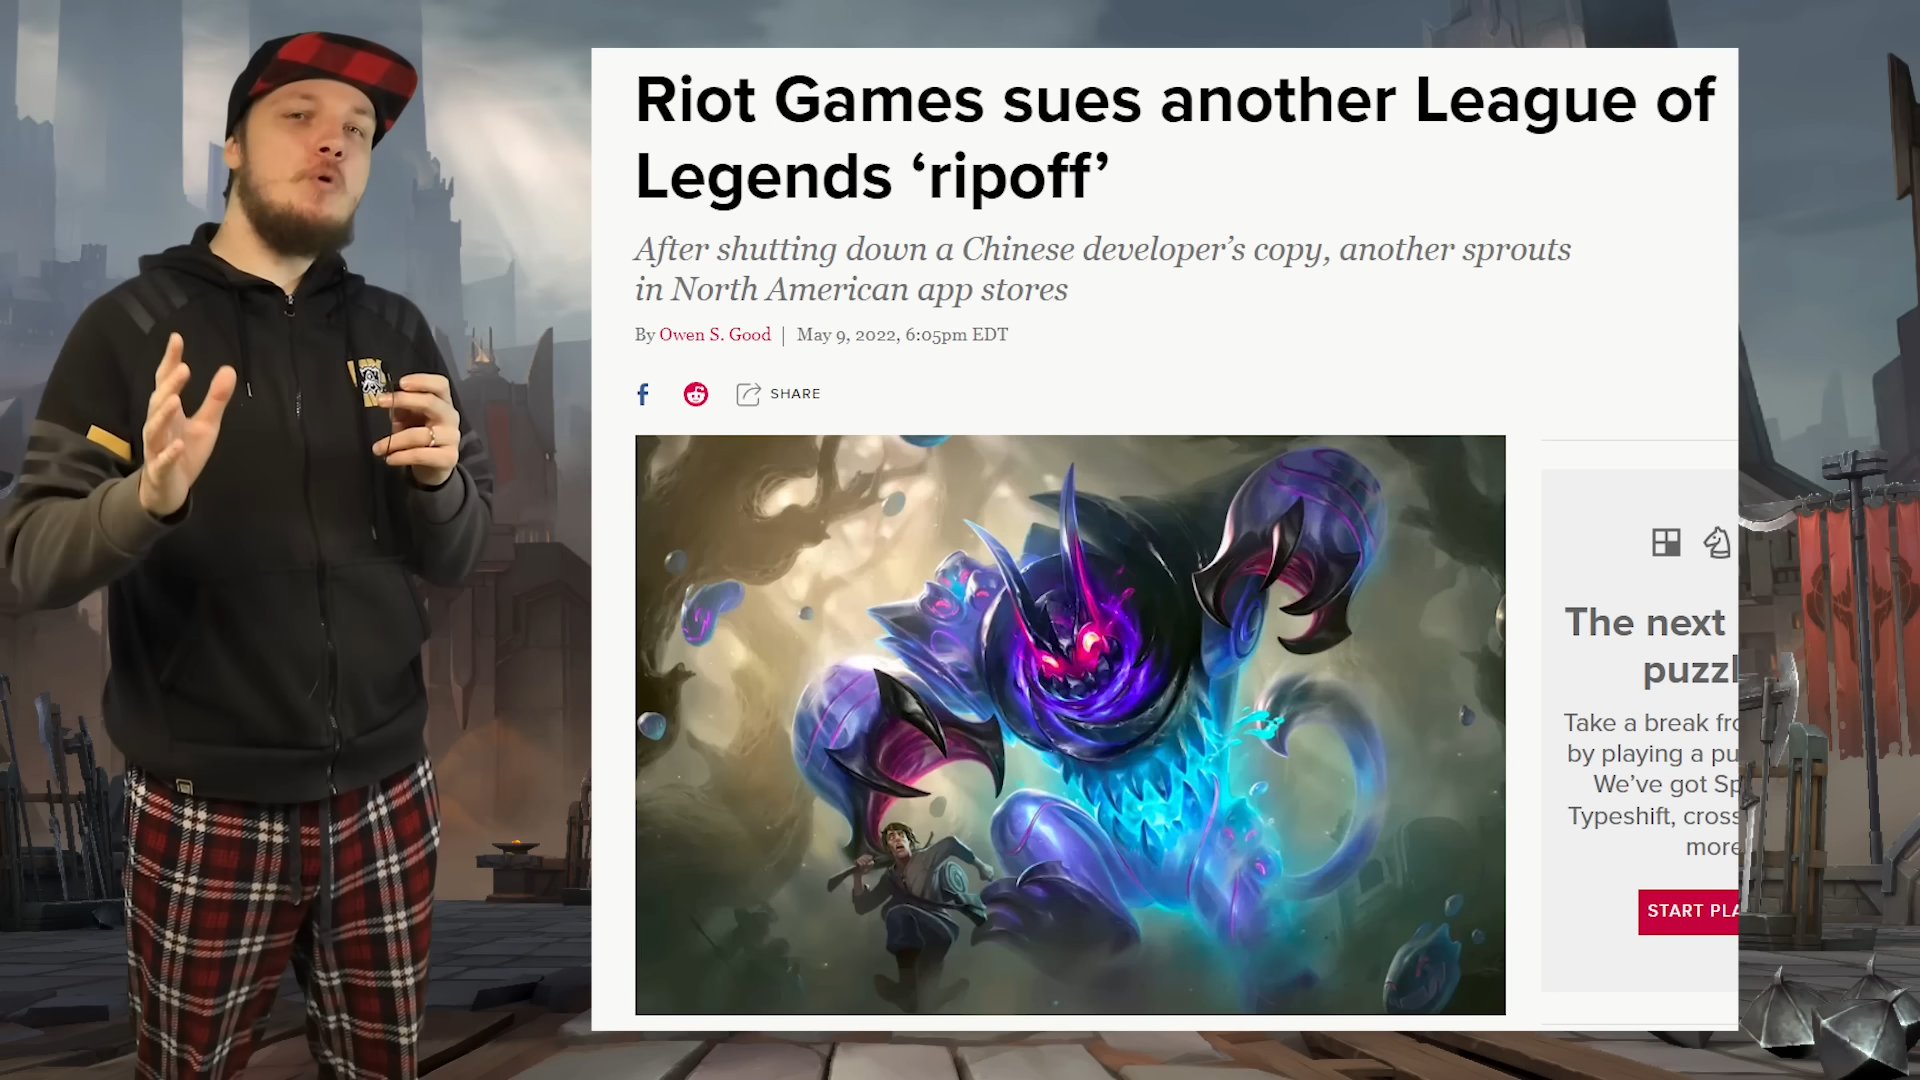 Riot Games sues another League of
Legends ‘ripoff’
After shutting down a Chinese developer’s copy, another sprouts
in North American app stores
By Owen S. Good | May 9, 2022, 6:05pm EDT
SHARE
The next
puzzl
Take a break fro
by playing a pu
We’ve got Sp
Typeshift, cross
more
START PLA